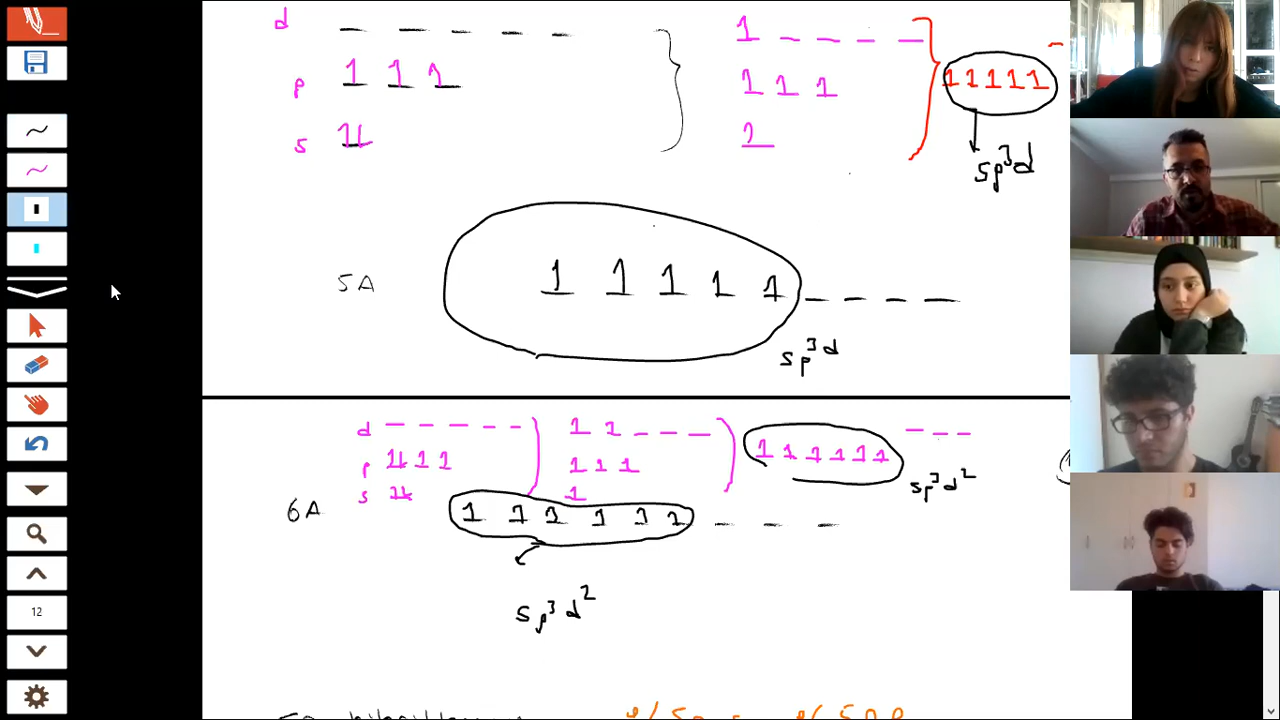 d _ _ _ _ _ 1 _ _ _ _
p 1 1 1 1 1 1 1 1 1 1 1
s 1l 1 sp³d
5A 1 1 1 1 1 _ _ _ _
sp³d
d _ _ _ _ _ 1 1 _ _ _ 1 1 1 1 1 1 _ _ _
p 1l 1 1 1 1 1
s 1l 1 sp³d²
6A 1 1 1 1 1 1 _ _ _
sp³d²
12